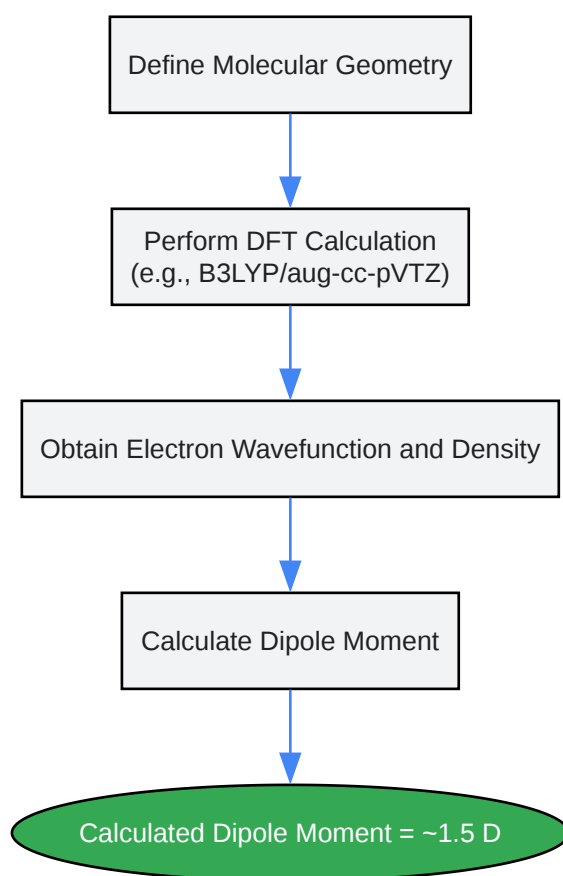 Define Molecular Geometry
Perform DFT Calculation
(e.g., B3LYP/aug-cc-pVTZ)
Obtain Electron Wavefunction and Density
Calculate Dipole Moment
Calculated Dipole Moment = ~1.5 D